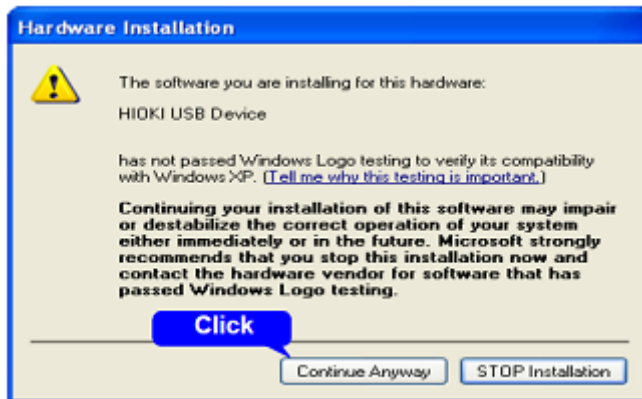 Hardware Installation
The software you are installing for this hardware:
HIOKI USB Device
has not passed Windows Logo testing to verify its compatibility
with Windows XP. (Tell me why this testing is important.)
Continuing your installation of this software may impair
or destabilize the correct operation of your system
either immediately or in the future. Microsoft strongly
recommends that you stop this installation now and
contact the hardware vendor for software that has
passed Windows Logo testing.
Click
Continue Anyway
STOP Installation